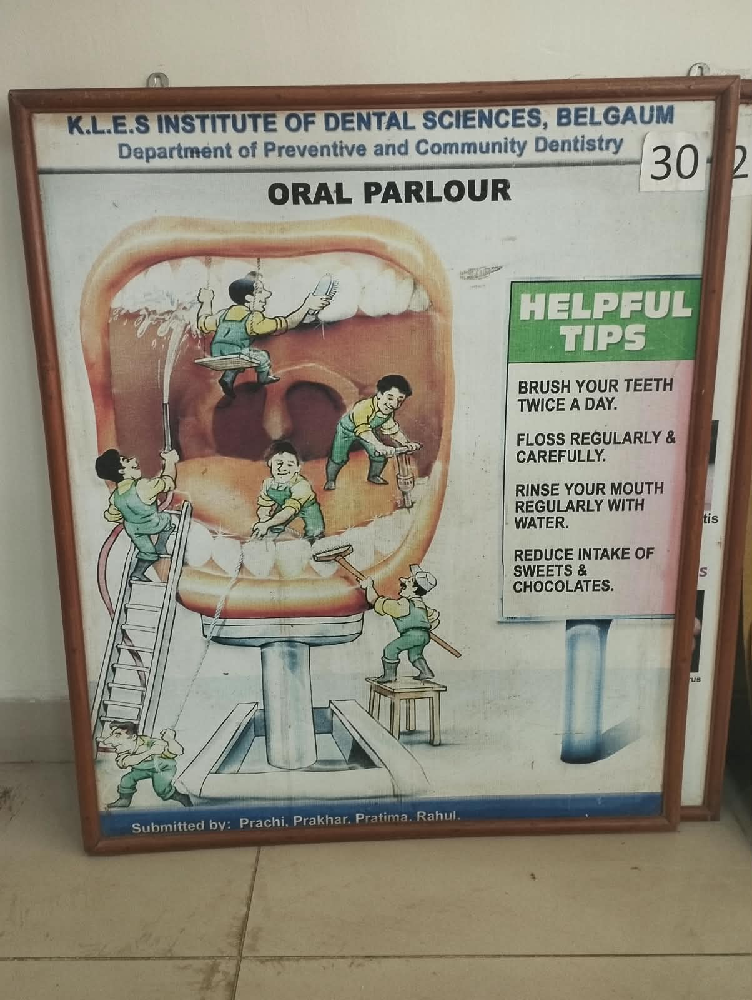 K.L.E.S INSTITUTE OF DENTAL SCIENCES, BELGAUM
Department of Preventive and Community Dentistry
30
2
ORAL PARLOUR
HELPFUL
TIPS
BRUSH YOUR TEETH
TWICE A DAY.
FLOSS REGULARLY &
CAREFULLY.
RINSE YOUR MOUTH
REGULARLY WITH
WATER.
REDUCE INTAKE OF
SWEETS &
CHOCOLATES.
tis
s
rus
Submitted by: Prachi, Prakhar. Pratima. Rahul.